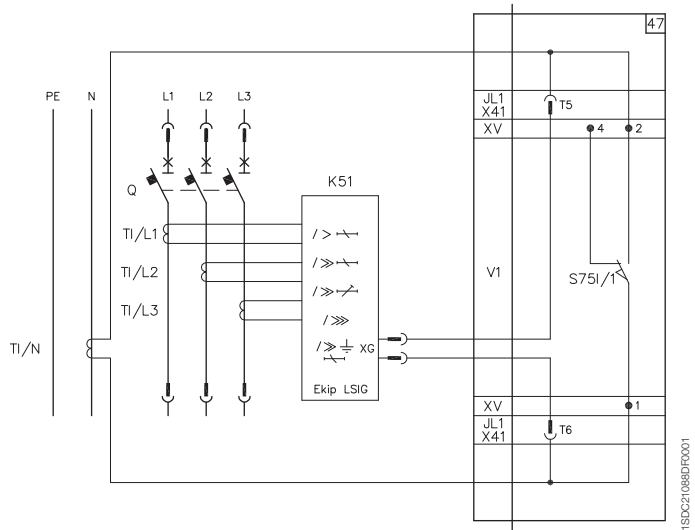 47
PE N L1 L2 L3
JL1
X41
T5
XV
4 2
Q
K51
TI/L1
TI/L2
TI/L3
TI/N
/>
/≫
/≫
/⋙
/≫
XG
Ekip LSIG
V1
S75I/1
XV
1
JL1
X41
T6
1SDC21088DF0001